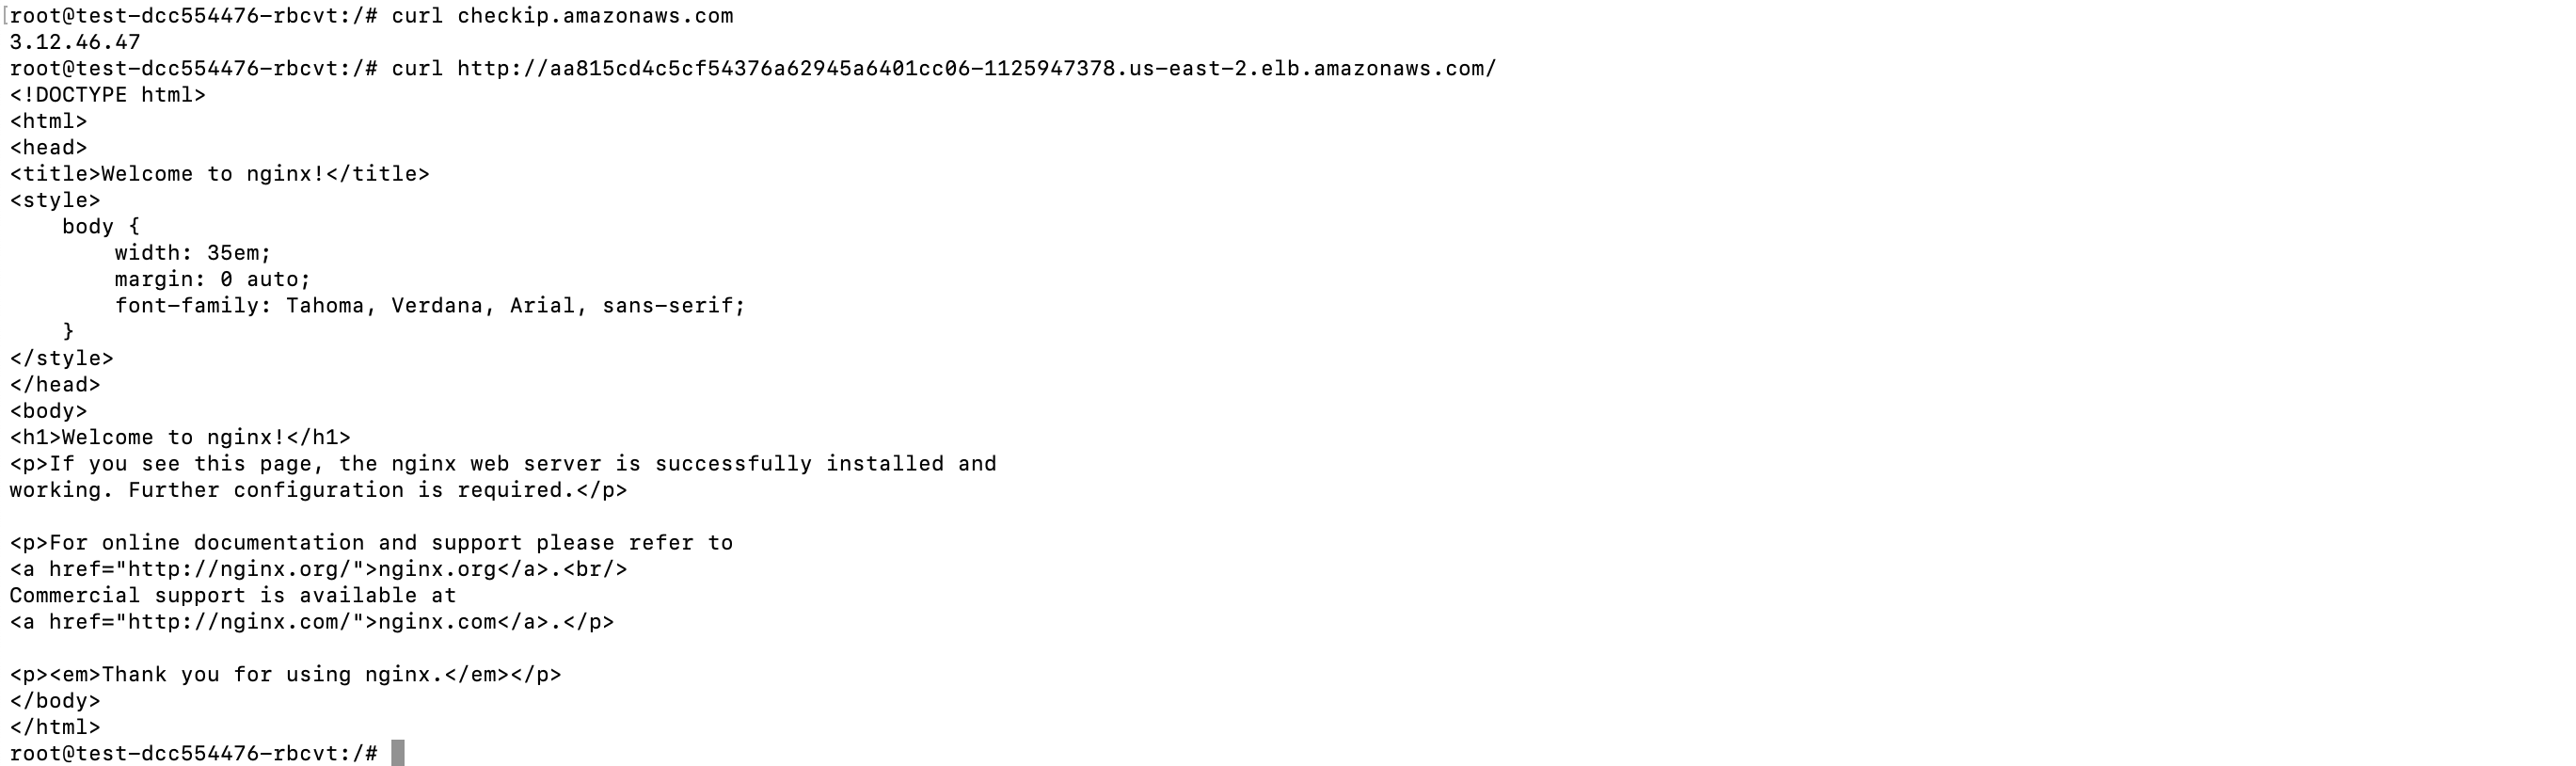 [root@test-dcc554476-rbcvt:/# curl checkip.amazonaws.com
3.12.46.47
root@test-dcc554476-rbcvt:/# curl http://aa815cd4c5cf54376a62945a6401cc06-1125947378.us-east-2.elb.amazonaws.com/
<!DOCTYPE html>
<html>
<head>
<title>Welcome to nginx!</title>
<style>
    body {
        width: 35em;
        margin: 0 auto;
        font-family: Tahoma, Verdana, Arial, sans-serif;
    }
</style>
</head>
<body>
<h1>Welcome to nginx!</h1>
<p>If you see this page, the nginx web server is successfully installed and
working. Further configuration is required.</p>

<p>For online documentation and support please refer to
<a href="http://nginx.org/">nginx.org</a>.<br/>
Commercial support is available at
<a href="http://nginx.com/">nginx.com</a>.</p>

<p><em>Thank you for using nginx.</em></p>
</body>
</html>
root@test-dcc554476-rbcvt:/#